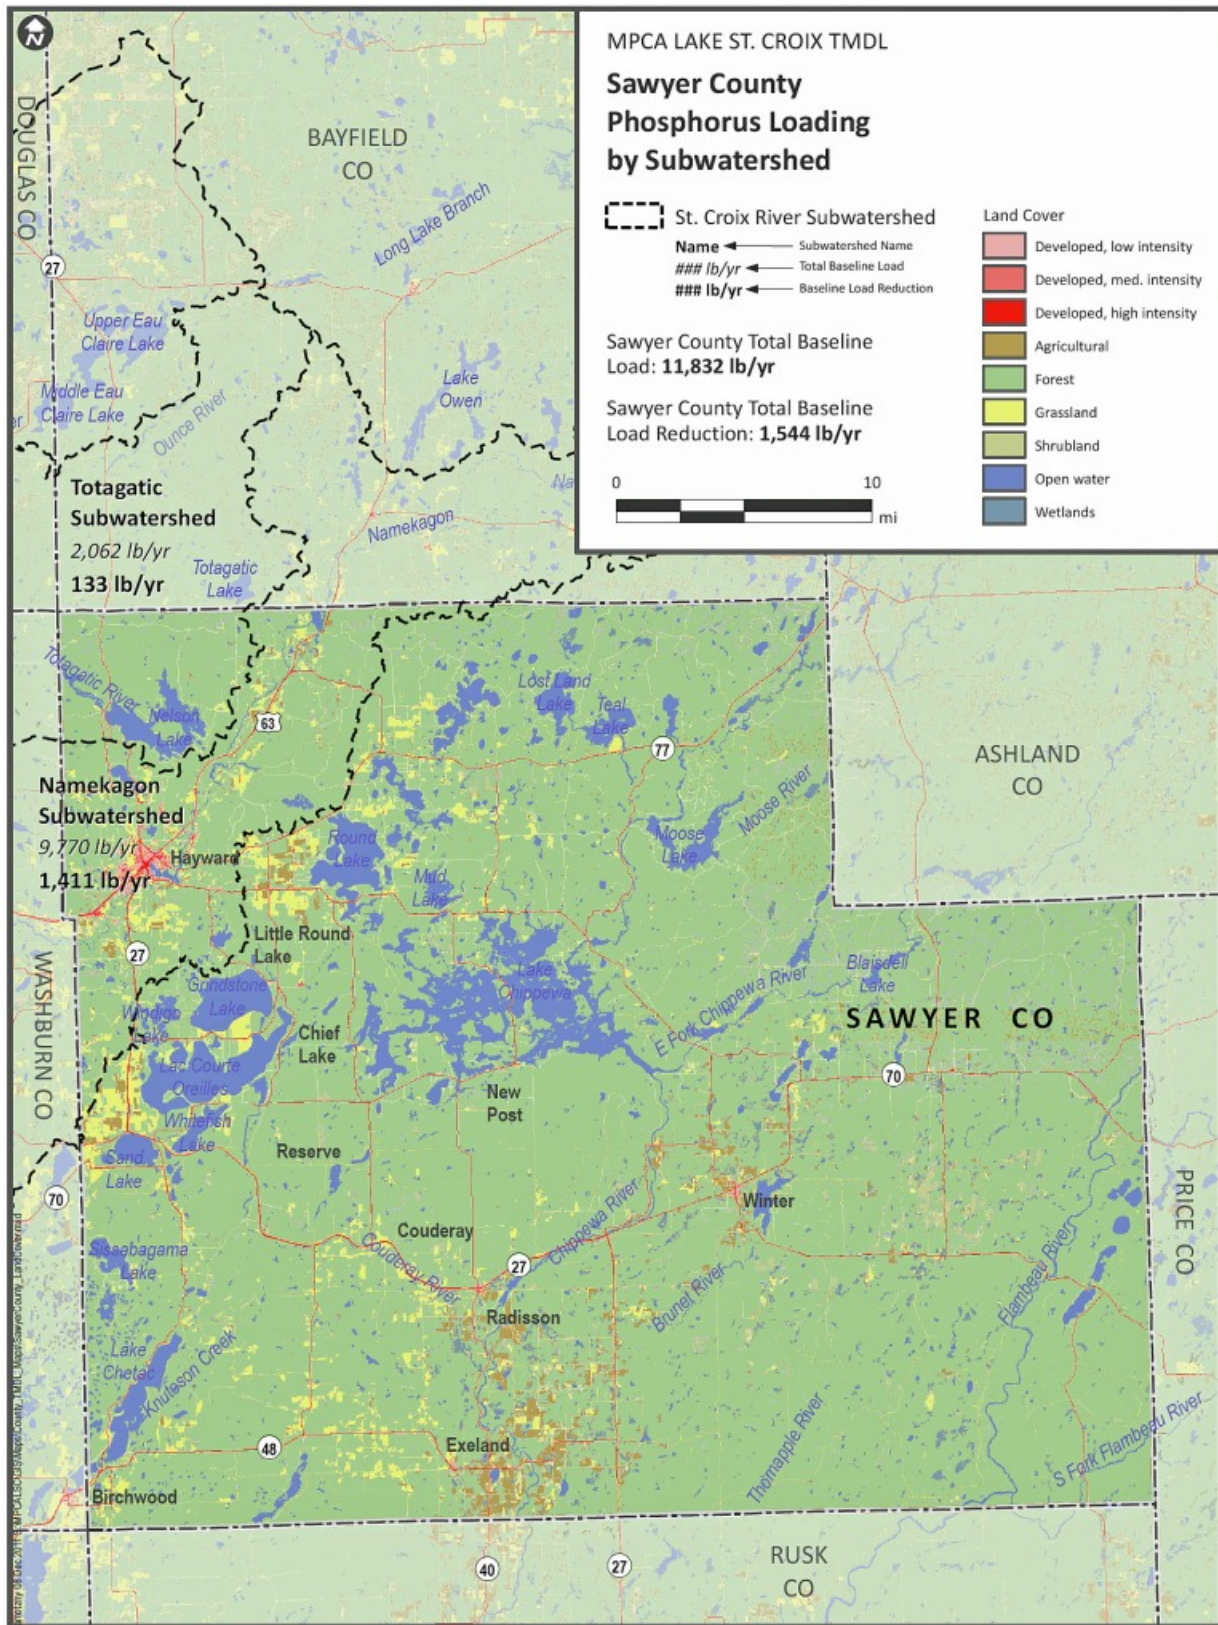 N
MPCA LAKE ST. CROIX TMDL
Sawyer County
Phosphorus Loading
by Subwatershed
St. Croix River Subwatershed
Name
Subwatershed Name
### lb/yr
Total Baseline Load
### lb/yr
Baseline Load Reduction
Sawyer County Total Baseline
Load: 11,832 lb/yr
Sawyer County Total Baseline
Load Reduction: 1,544 lb/yr
0
10
mi
Land Cover
Developed, low intensity
Developed, med. intensity
Developed, high intensity
Agricultural
Forest
Grassland
Shrubland
Open water
Wetlands
DOUGLAS CO
BAYFIELD
CO
Long Lake Branch
27
Upper Eau
Claire Lake
Middle Eau
Claire Lake
er
Ounce River
Lake
Owen
Na
Totagatic
Subwatershed
2,062 lb/yr
133 lb/yr
Totagatic
Lake
Namekagon
Totagatic River
Nelson
Lake
63
Lost Land
Lake
Teal
Lake
77
ASHLAND
CO
Namekagon
Subwatershed
9,770 lb/yr
1,411 lb/yr
Hayward
Round
Lake
Mud
Lake
Moose
Lake
Moose River
27
Little Round
Lake
WASHBURN CO
Grindstone
Lake
Windigo
Lake
Chief
Lake
Lake
Chippewa
E Fork Chippewa River
Blaisdell
Lake
SAWYER CO
Lac Courte
Oreilles
Whitefish
Lake
New
Post
70
Sand
Lake
Reserve
70
Winter
PRICE CO
Sissabagama
Lake
Couderay
Couderay River
Chippewa River
27
Radisson
Brunet River
Flambeau River
Lake
Chetac
Knuteson Creek
48
Exeland
Thornapple River
S Fork Flambeau River
Birchwood
RUSK
CO
40
27